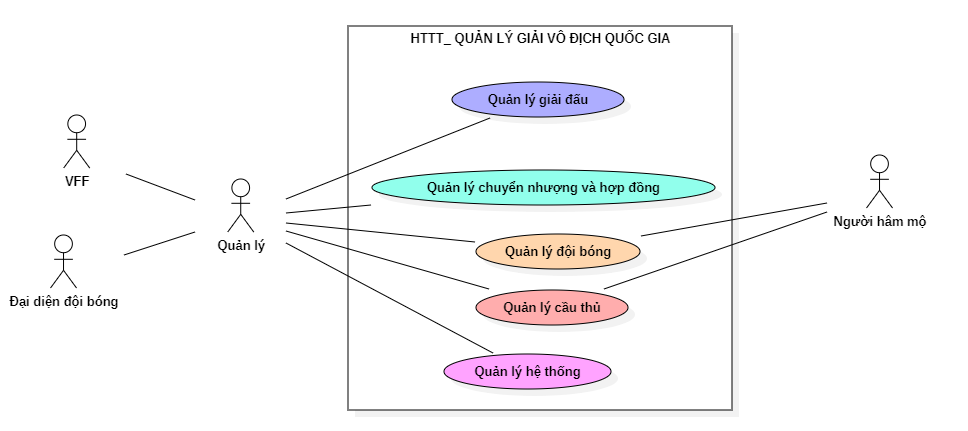 HTTT_ QUẢN LÝ GIẢI VÔ ĐỊCH QUỐC GIA
Quản lý giải đấu
VFF
Quản lý chuyển nhượng và hợp đồng
Người hâm mộ
Quản lý
Quản lý đội bóng
Đại diện đội bóng
Quản lý cầu thủ
Quản lý hệ thống